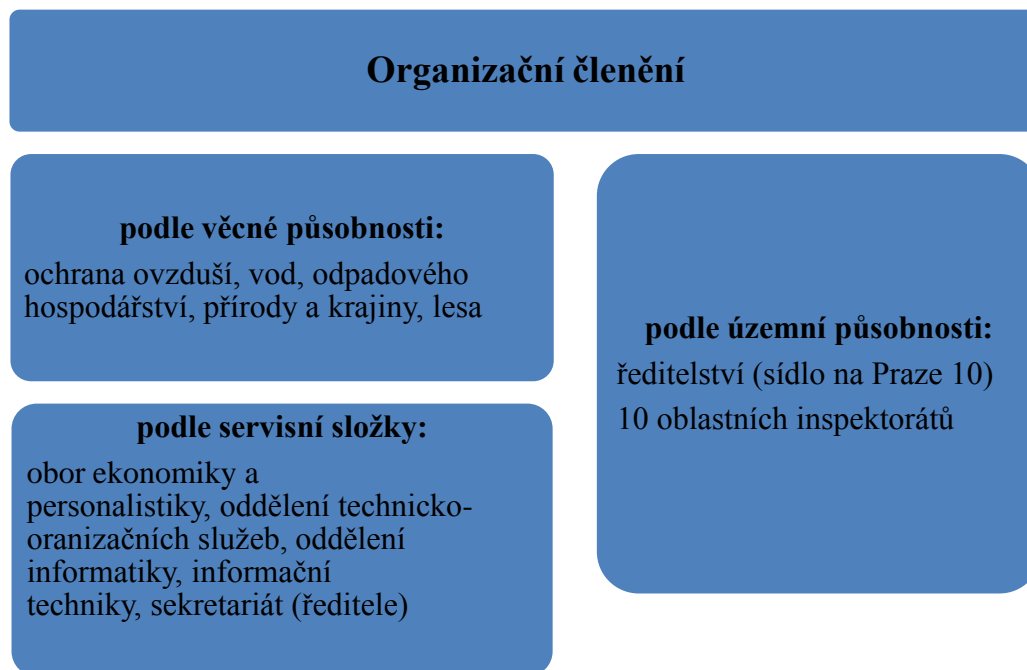 Organizační členění
podle věcné působnosti:
ochrana ovzduší, vod, odpadového
hospodářství, přírody a krajiny, lesa
podle servisní složky:
obor ekonomiky a
personalistiky, oddělení technicko-
oranizačních služeb, oddělení
informatiky, informační
techniky, sekretariát (ředitele)
podle územní působnosti:
ředitelství (sídlo na Praze 10)
10 oblastních inspektorátů